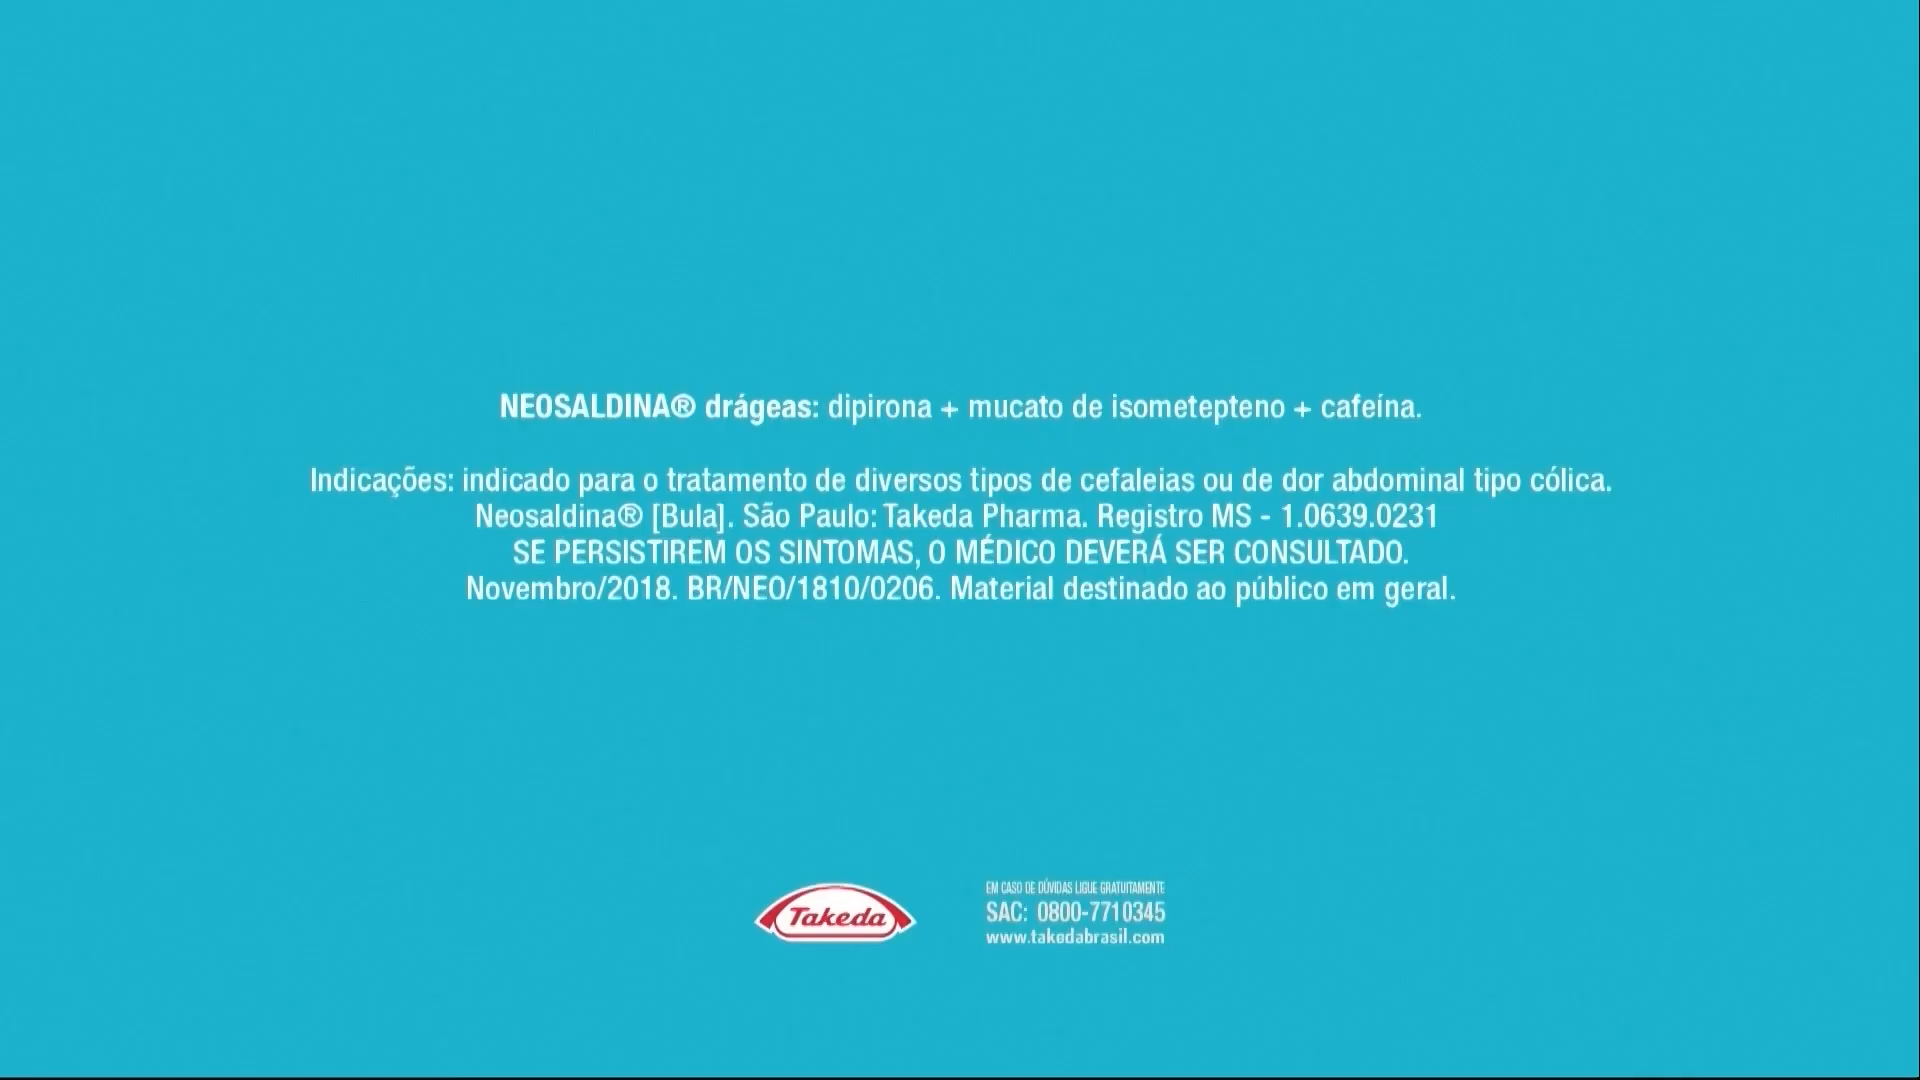 NEOSALDINA® drágeas: dipirona + mucato de isometepteno + cafeína.
Indicações: indicado para o tratamento de diversos tipos de cefaleias ou de dor abdominal tipo cólica.
Neosaldina® [Bula]. São Paulo: Takeda Pharma. Registro MS - 1.0639.0231
SE PERSISTIREM OS SINTOMAS, O MÉDICO DEVERÁ SER CONSULTADO.
Novembro/2018. BR/NEO/1810/0206. Material destinado ao público em geral.
Takeda
EM CASO DE DÚVIDAS LIGUE GRATUITAMENTE
SAC: 0800-7710345
www.takedabrasil.com